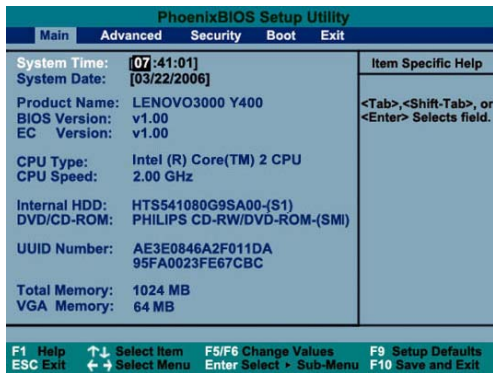 PhoenixBIOS Setup Utility
Main Advanced Security Boot Exit
System Time: [07:41:01]
System Date: [03/22/2006]
Product Name: LENOVO3000 Y400
BIOS Version: v1.00
EC Version: v1.00
CPU Type: Intel (R) Core(TM) 2 CPU
CPU Speed: 2.00 GHz
Internal HDD: HTS541080G9SA00-(S1)
DVD/CD-ROM: PHILIPS CD-RW/DVD-ROM-(SMI)
UUID Number: AE3E0846A2F011DA
95FA0023FE67CBC
Total Memory: 1024 MB
VGA Memory: 64 MB
Item Specific Help
<Tab>,<Shift-Tab>, or
<Enter> Selects field.
F1 Help ↑↓ Select Item F5/F6 Change Values F9 Setup Defaults
ESC Exit ←→ Select Menu Enter Select ▸ Sub-Menu F10 Save and Exit